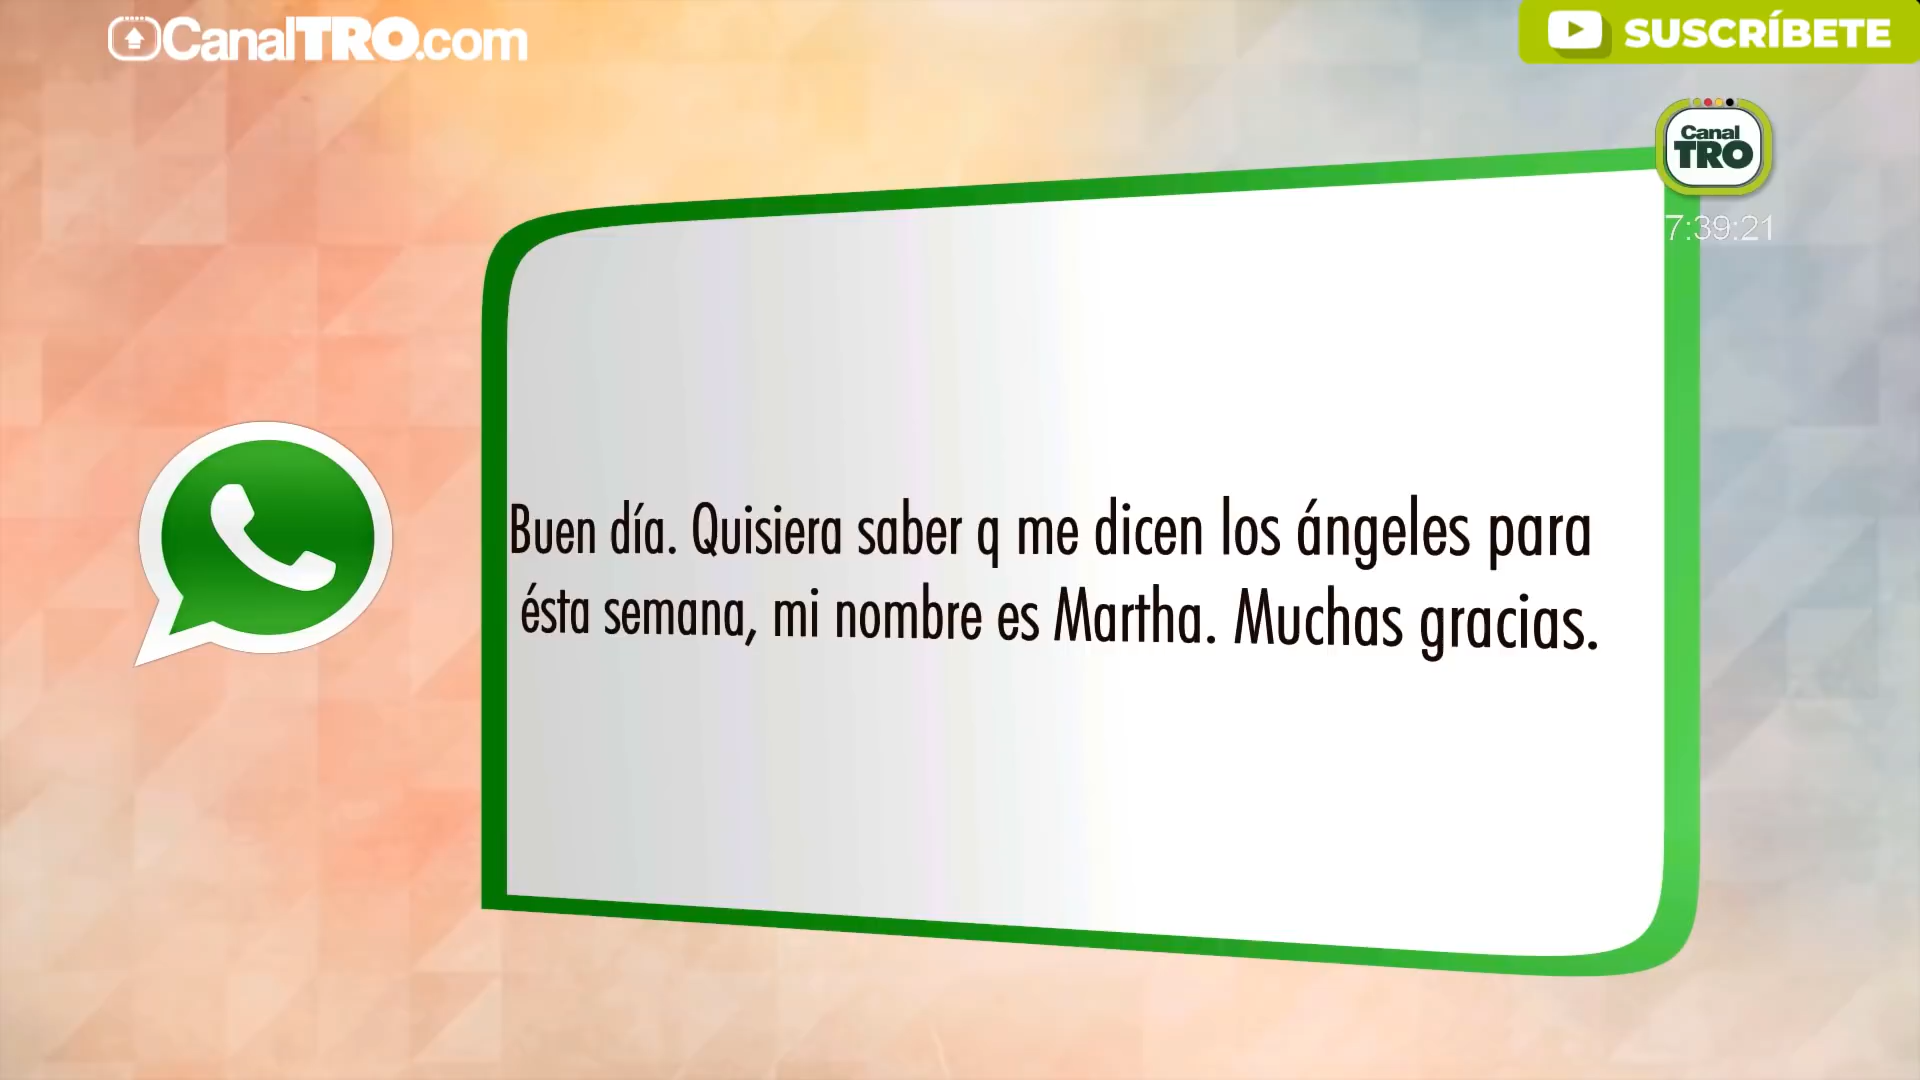 CanalTRO.com
SUSCRÍBETE
Canal
TRO
7:39:21
Buen día. Quisiera saber q me dicen los ángeles para
ésta semana, mi nombre es Martha. Muchas gracias.